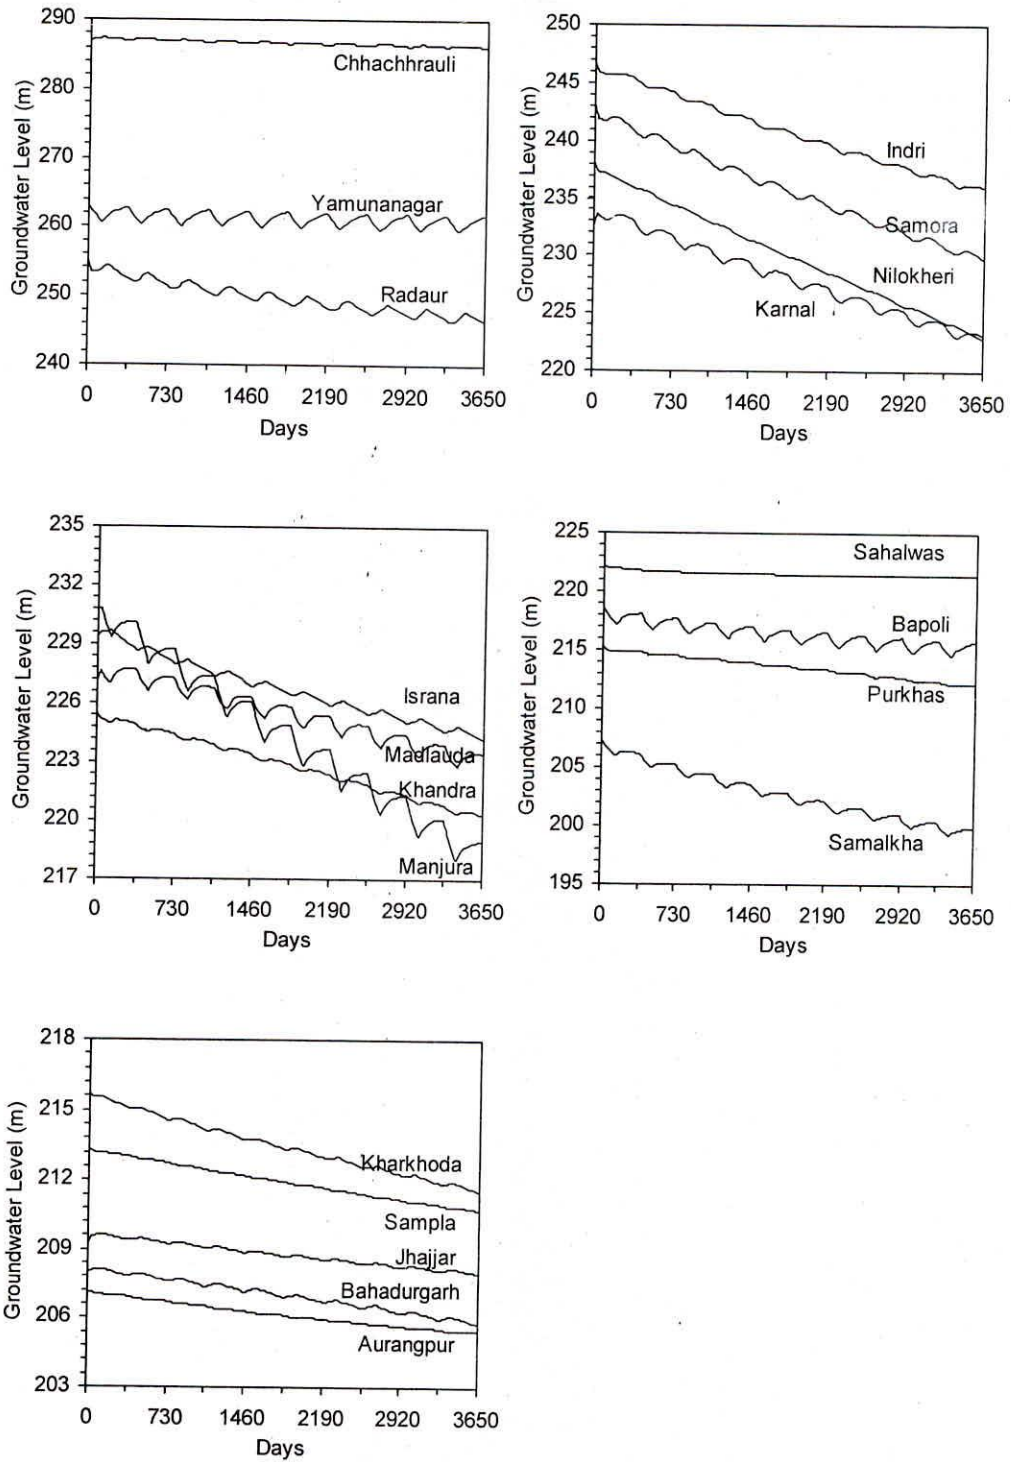 290
280
270
260
250
240
Groundwater Level (m)
Chhachhrauli
Yamunanagar
Radaur
0 730 1460 2190 2920 3650
Days
250
245
240
235
230
225
220
Groundwater Level (m)
Indri
Samora
Nilokheri
Karnal
0 730 1460 2190 2920 3650
Days
235
232
229
226
223
220
217
Groundwater Level (m)
Israna
Madlauda
Khandra
Manjura
0 730 1460 2190 2920 3650
Days
225
220
215
210
205
200
195
Groundwater Level (m)
Sahalwas
Bapoli
Purkhas
Samalkha
0 730 1460 2190 2920 3650
Days
218
215
212
209
206
203
Groundwater Level (m)
Kharkhoda
Sampla
Jhajjar
Bahadurgarh
Aurangpur
0 730 1460 2190 2920 3650
Days